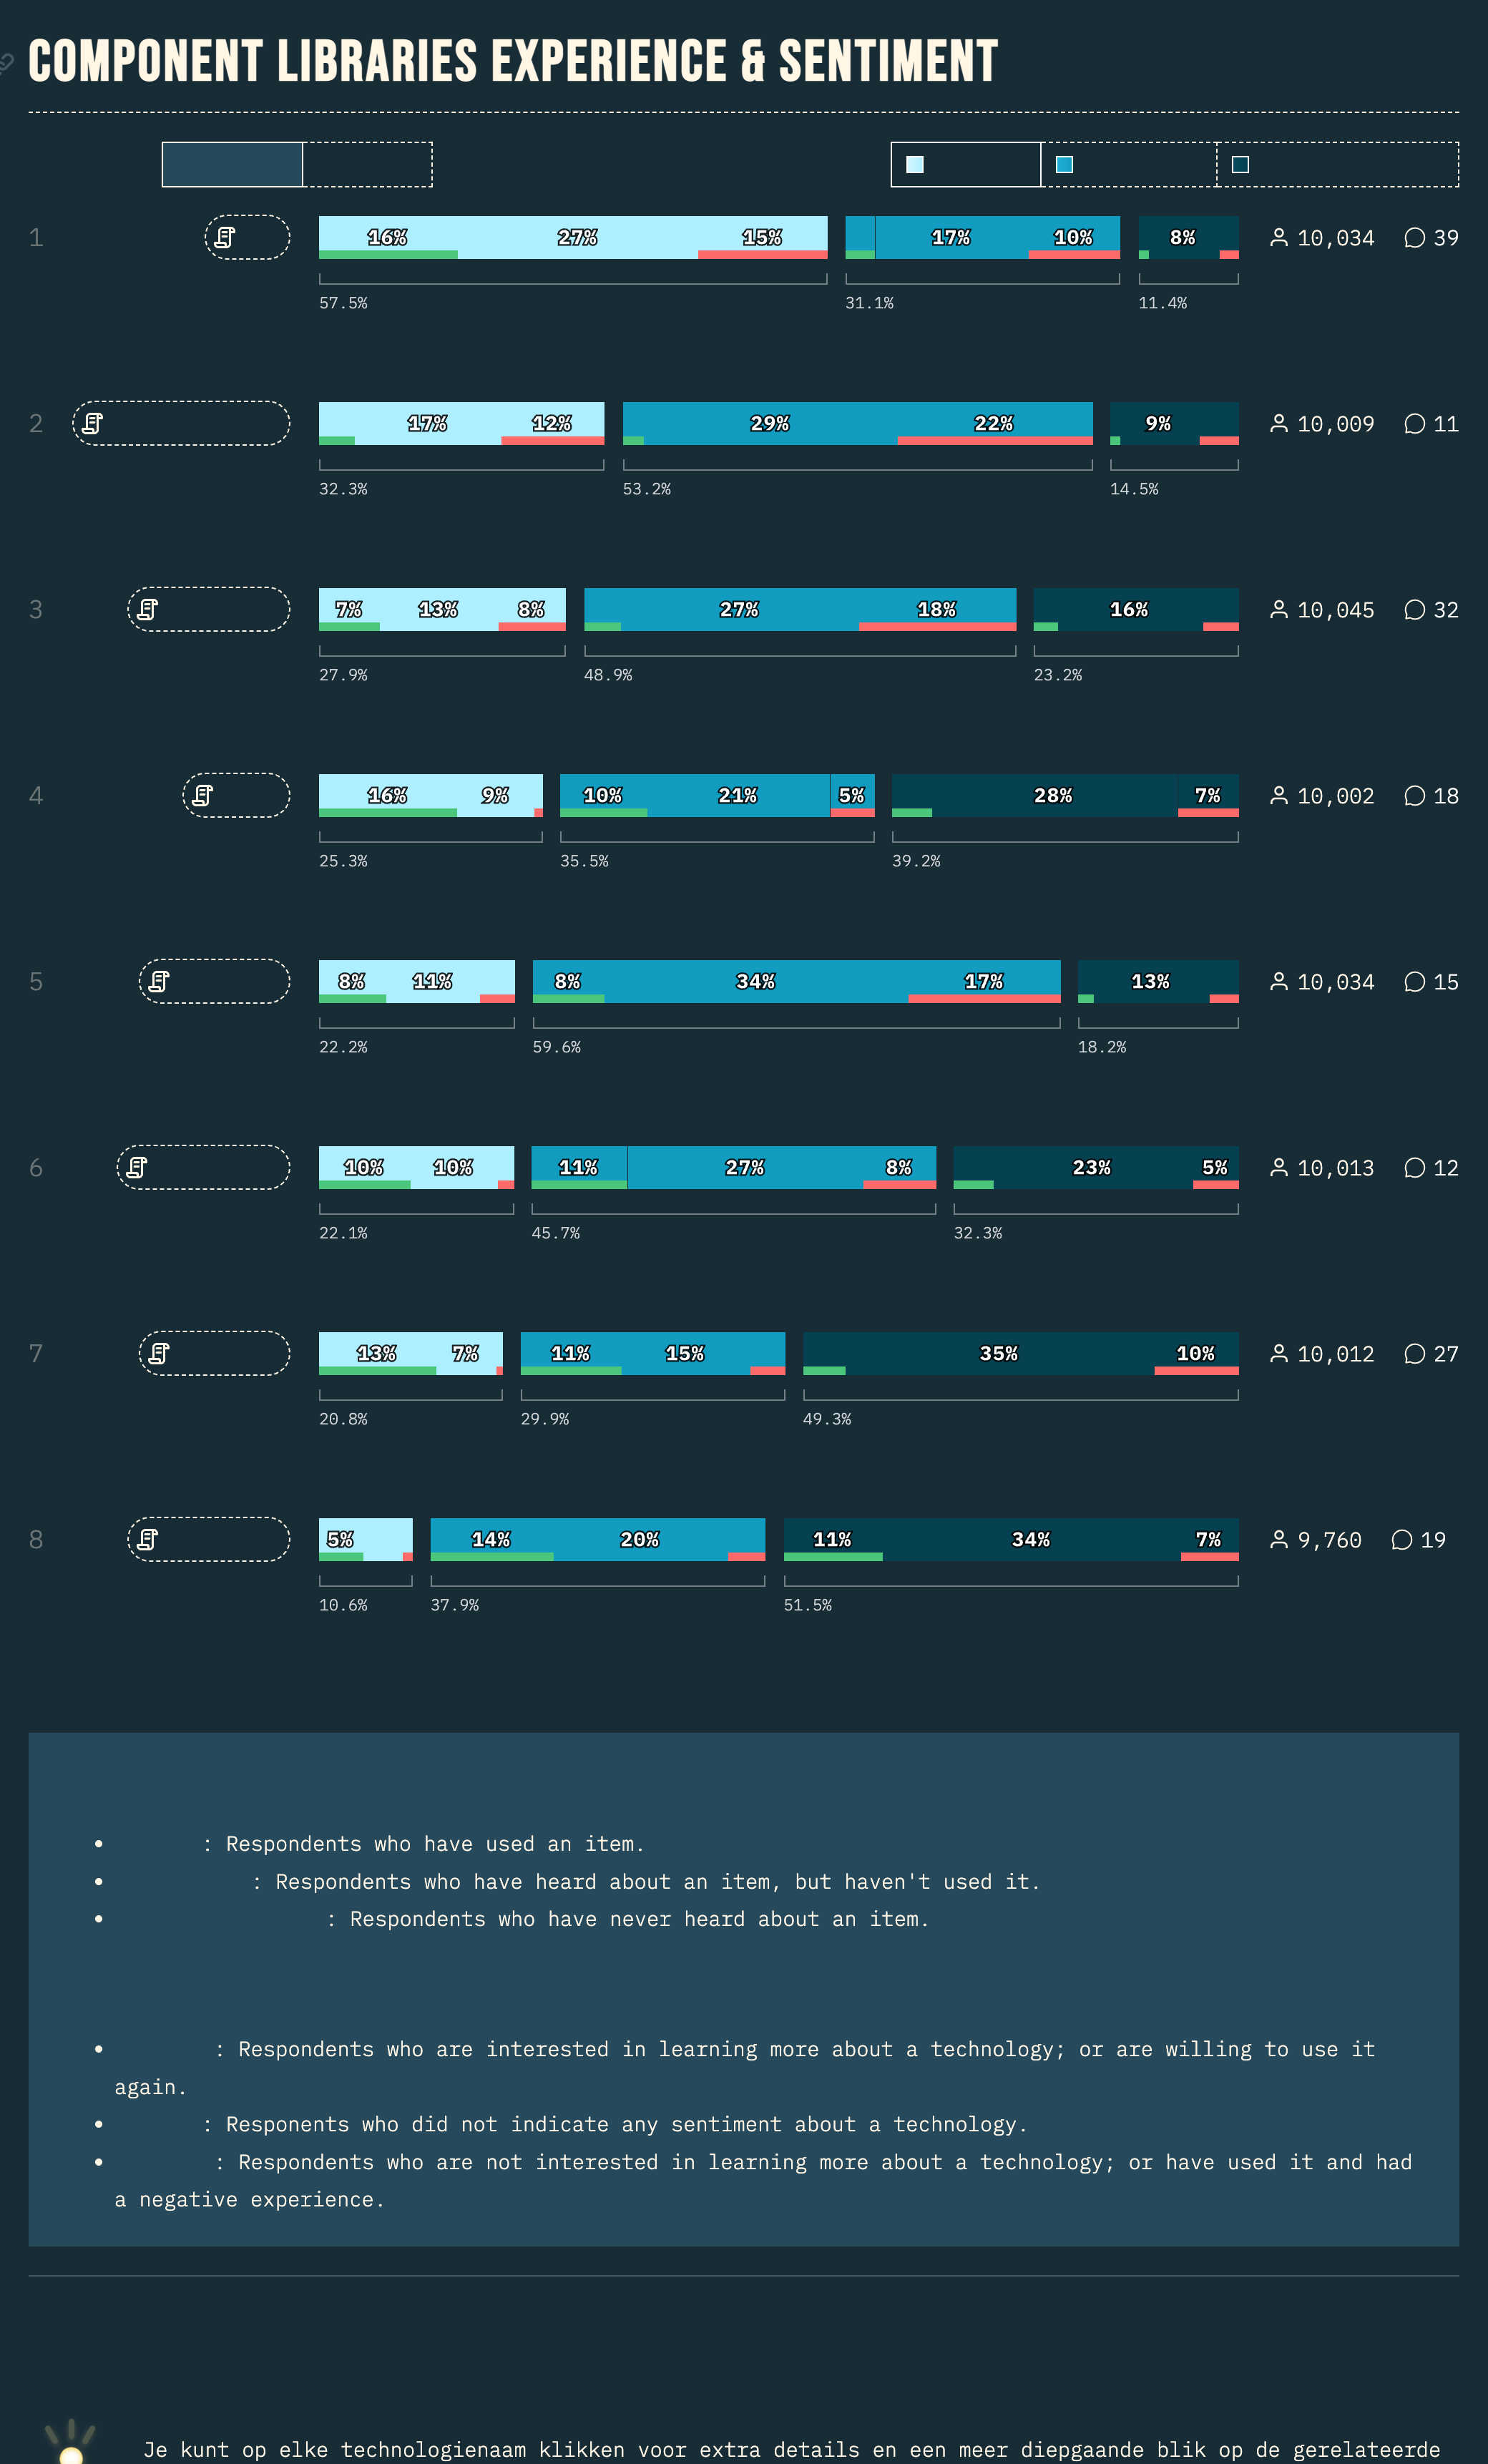 COMPONENT LIBRARIES EXPERIENCE & SENTIMENT
1 16% 27% 15% 17% 10% 8% 10,034 39
57.5% 31.1% 11.4%
2 17% 12% 29% 22% 9% 10,009 11
32.3% 53.2% 14.5%
3 7% 13% 8% 27% 18% 16% 10,045 32
27.9% 48.9% 23.2%
4 16% 9% 10% 21% 5% 28% 7% 10,002 18
25.3% 35.5% 39.2%
5 8% 11% 8% 34% 17% 13% 10,034 15
22.2% 59.6% 18.2%
6 10% 10% 11% 27% 8% 23% 5% 10,013 12
22.1% 45.7% 32.3%
7 13% 7% 11% 15% 35% 10% 10,012 27
20.8% 29.9% 49.3%
8 5% 14% 20% 11% 34% 7% 9,760 19
10.6% 37.9% 51.5%
: Respondents who have used an item.
: Respondents who have heard about an item, but haven't used it.
: Respondents who have never heard about an item.
: Respondents who are interested in learning more about a technology; or are willing to use it
again.
: Responents who did not indicate any sentiment about a technology.
: Respondents who are not interested in learning more about a technology; or have used it and had
a negative experience.
Je kunt op elke technologienaam klikken voor extra details en een meer diepgaande blik op de gerelateerde